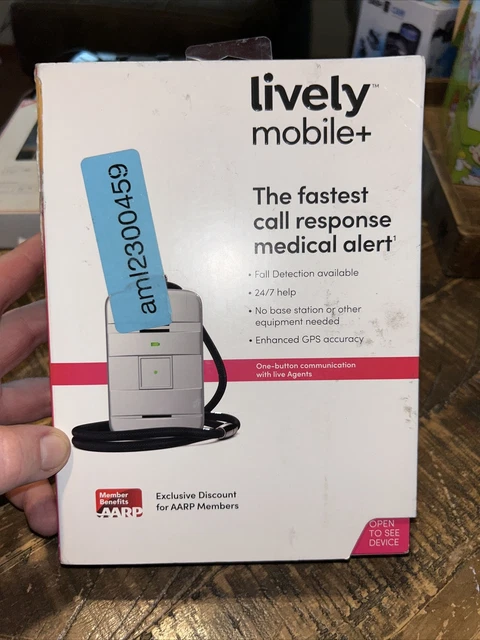 lively™
mobile+
The fastest
call response
medical alert¹
• Fall Detection available
• 24/7 help
• No base station or other
equipment needed
• Enhanced GPS accuracy
One-button communication
with live Agents
aml2300459
Member
Benefits
AARP
Exclusive Discount
for AARP Members
OPEN
TO SEE
DEVICE